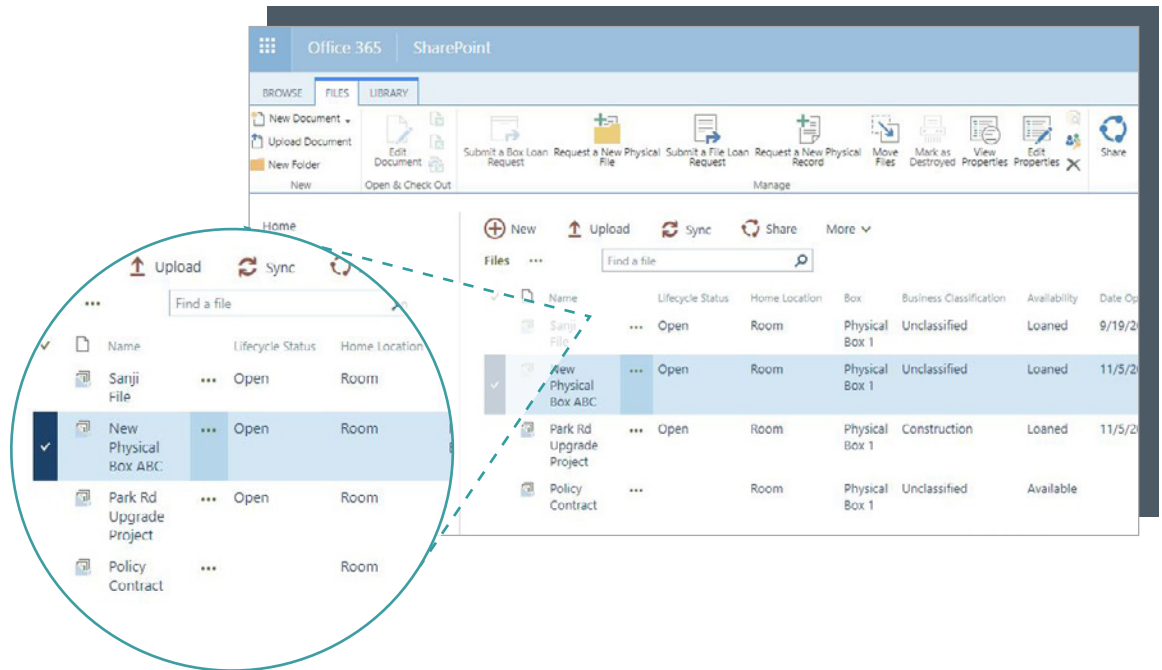 Office 365 SharePoint
BROWSE FILES LIBRARY
New Document
Upload Document
New Folder
New
Edit
Document
Open & Check Out
Submit a Box Loan
Request
Request a New Physical
File
Submit a File Loan
Request
Request a New Physical
Record
Move
Files
Mark as
Destroyed
View
Properties
Edit
Properties
Manage
Share
Home
New Upload Sync Share More
Files ...
Find a file
Name Lifecycle Status Home Location Box Business Classification Availability Date Op
Sanji ... Open Room Physical Unclassified Loaned 9/19/2
File Box 1
New ... Open Room Physical Unclassified Loaned 11/5/2
Physical Box 1
Box ABC
Park Rd ... Open Room Physical Construction Loaned 11/5/2
Upgrade Box 1
Project
Policy ... Room Physical Unclassified Available
Contract Box 1
Upload Sync
... Find a file
Name Lifecycle Status Home Location
Sanji ... Open Room
File
New ... Open Room
Physical
Box ABC
Park Rd ... Open Room
Upgrade
Project
Policy ... Room
Contract